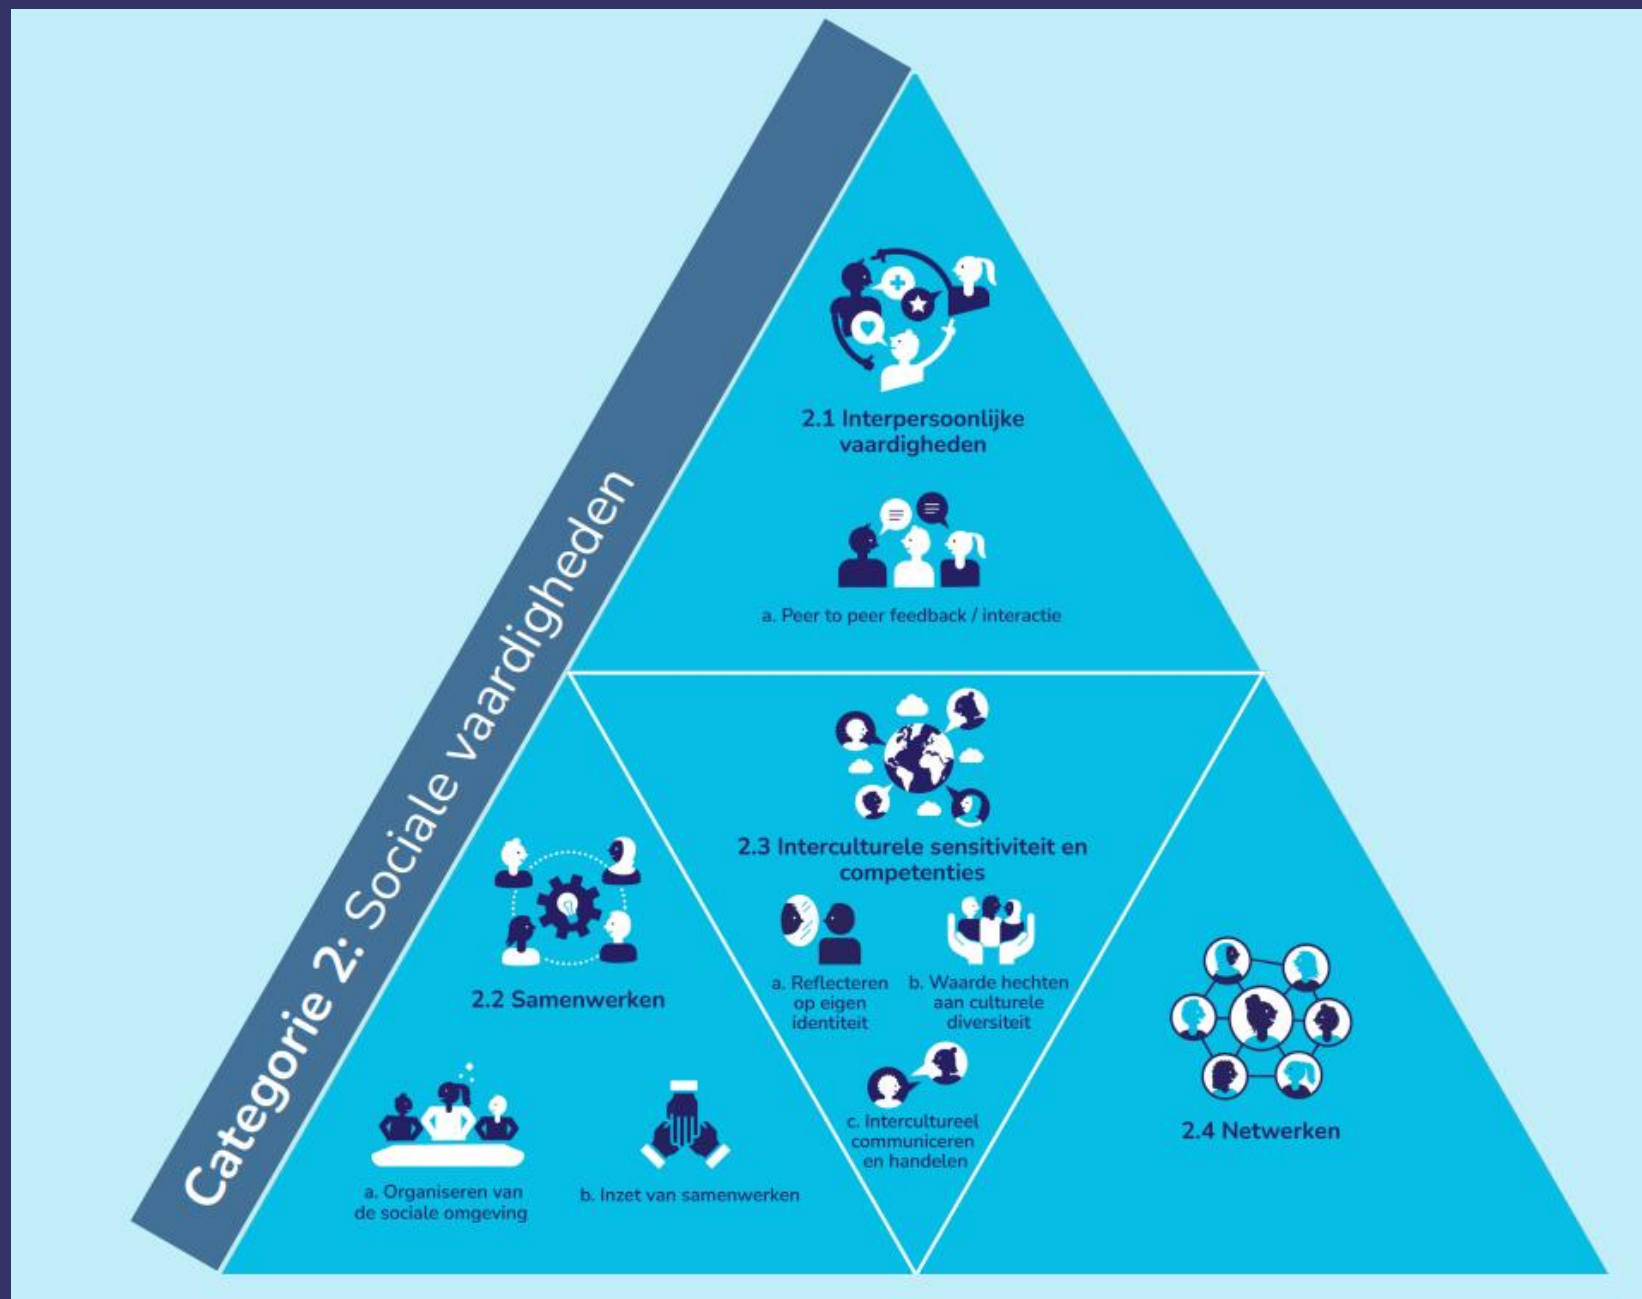 Categorie 2: Sociale vaardigheden
2.1 Interpersoonlijke
vaardigheden
a. Peer to peer feedback / interactie
2.2 Samenwerken
a. Organiseren van
de sociale omgeving
b. Inzet van samenwerken
2.3 Interculturele sensitiviteit en
competenties
a. Reflecteren
op eigen
identiteit
b. Waarde hechten
aan culturele
diversiteit
c. Intercultureel
communiceren
en handelen
2.4 Netwerken